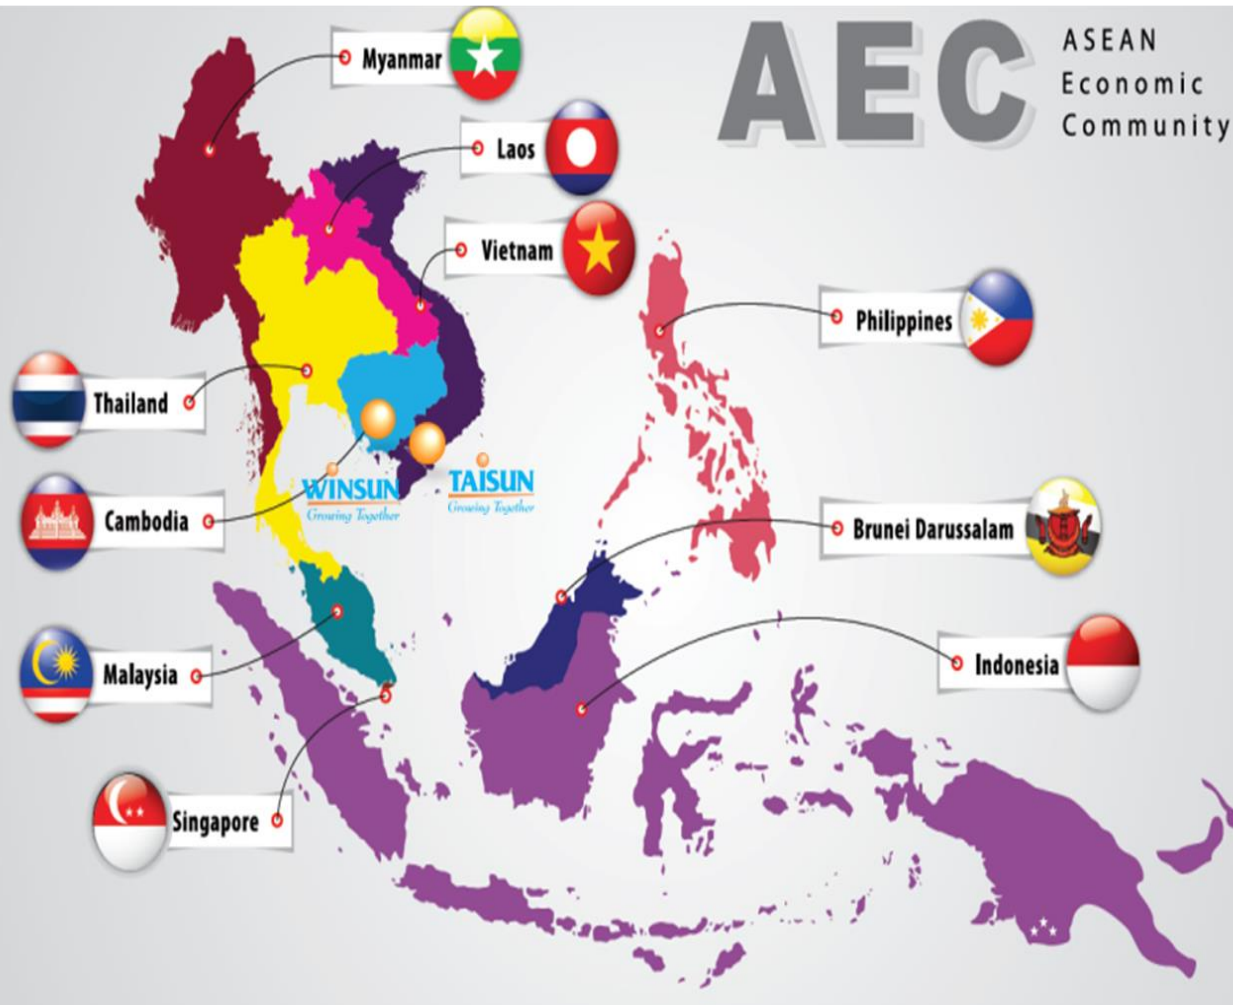 AEC
ASEAN
Economic
Community
Myanmar
Laos
Vietnam
Philippines
Thailand
WINSUN
Growing Together
TAISUN
Growing Together
Cambodia
Brunei Darussalam
Malaysia
Indonesia
Singapore